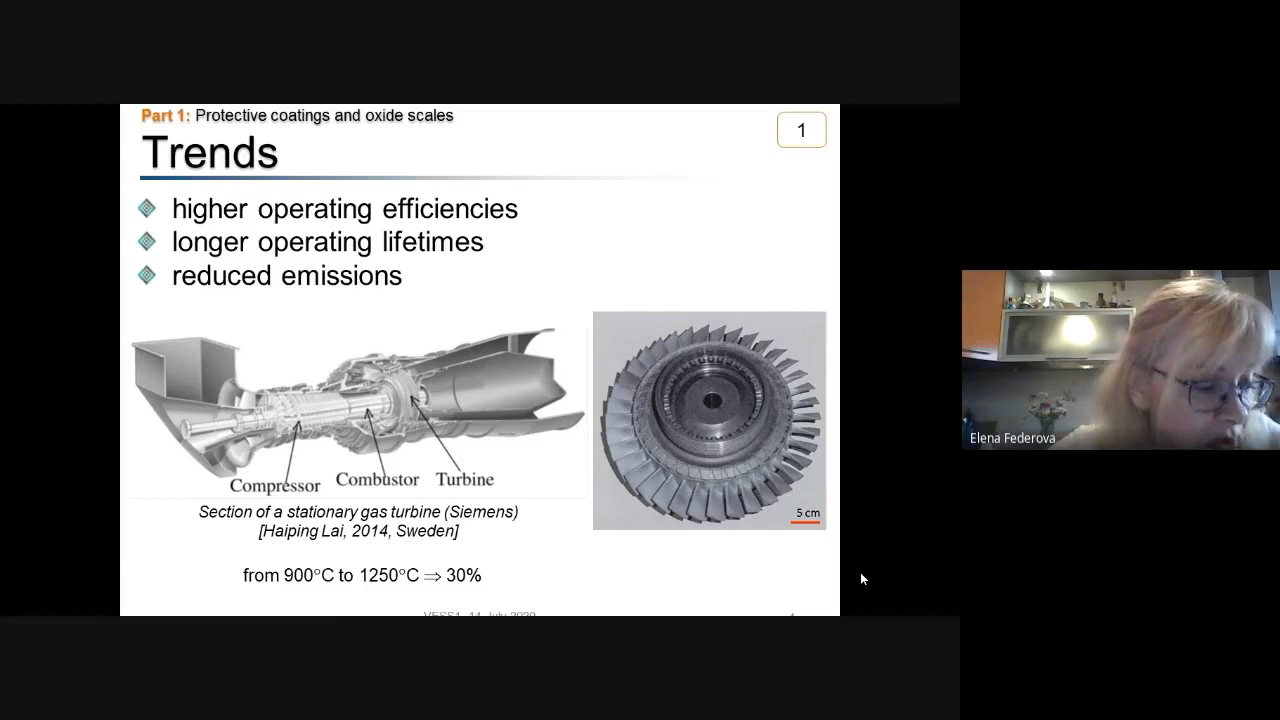 Part 1: Protective coatings and oxide scales
1
Trends
higher operating efficiencies
longer operating lifetimes
reduced emissions
Compressor Combustor Turbine
5 cm
Section of a stationary gas turbine (Siemens)
[Haiping Lai, 2014, Sweden]
from 900°C to 1250°C ⇒ 30%
Elena Federova